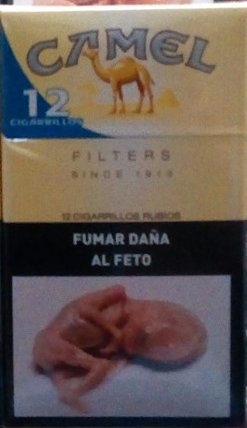 CAMEL
12
CIGARRILLOS
FILTERS
SINCE 1913
12 CIGARRILLOS RUBIOS
FUMAR DAÑA
AL FETO